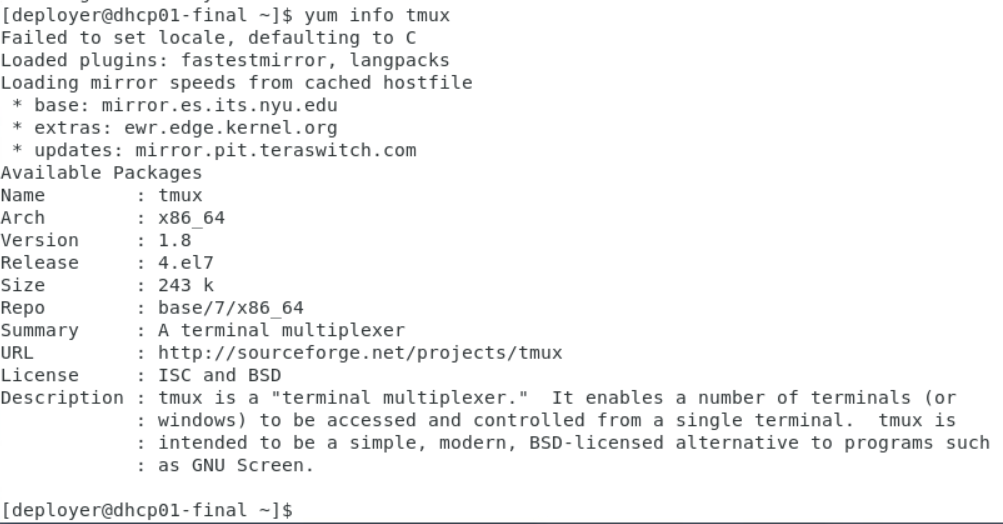 [deployer@dhcp01-final ~]$ yum info tmux
Failed to set locale, defaulting to C
Loaded plugins: fastestmirror, langpacks
Loading mirror speeds from cached hostfile
 * base: mirror.es.its.nyu.edu
 * extras: ewr.edge.kernel.org
 * updates: mirror.pit.teraswitch.com
Available Packages
Name        : tmux
Arch        : x86_64
Version     : 1.8
Release     : 4.el7
Size        : 243 k
Repo        : base/7/x86_64
Summary     : A terminal multiplexer
URL         : http://sourceforge.net/projects/tmux
License     : ISC and BSD
Description : tmux is a "terminal multiplexer."  It enables a number of terminals (or
            : windows) to be accessed and controlled from a single terminal.  tmux is
            : intended to be a simple, modern, BSD-licensed alternative to programs such
            : as GNU Screen.
[deployer@dhcp01-final ~]$